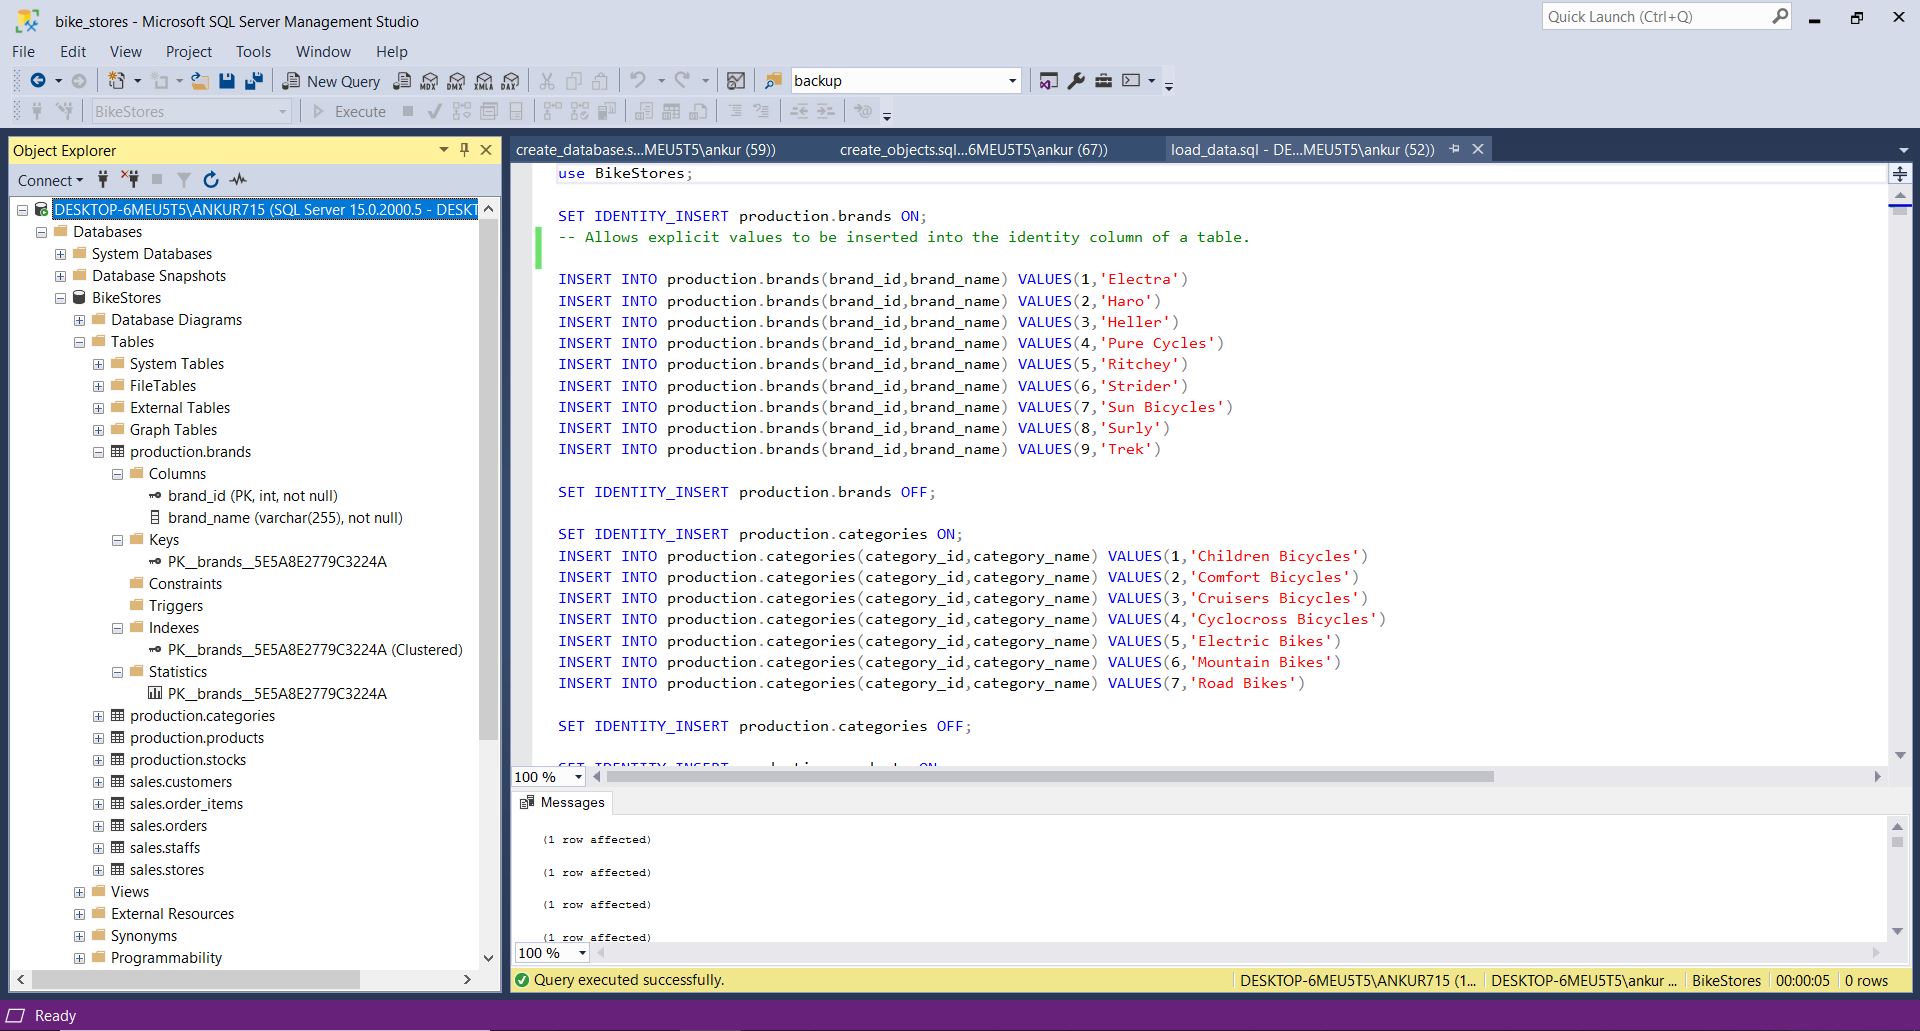 bike_stores - Microsoft SQL Server Management Studio
Quick Launch (Ctrl+Q)
File Edit View Project Tools Window Help
New Query MDX DMX XMLA DAX backup
BikeStores Execute
Object Explorer
Connect
DESKTOP-6MEU5T5\ANKUR715 (SQL Server 15.0.2000.5 - DESKT
Databases
System Databases
Database Snapshots
BikeStores
Database Diagrams
Tables
System Tables
FileTables
External Tables
Graph Tables
production.brands
Columns
brand_id (PK, int, not null)
brand_name (varchar(255), not null)
Keys
PK__brands__5E5A8E2779C3224A
Constraints
Triggers
Indexes
PK__brands__5E5A8E2779C3224A (Clustered)
Statistics
PK__brands__5E5A8E2779C3224A
production.categories
production.products
production.stocks
sales.customers
sales.order_items
sales.orders
sales.staffs
sales.stores
Views
External Resources
Synonyms
Programmability
create_database.s...MEU5T5\ankur (59)) create_objects.sql...6MEU5T5\ankur (67)) load_data.sql - DE...MEU5T5\ankur (52))
use BikeStores;
SET IDENTITY_INSERT production.brands ON;
-- Allows explicit values to be inserted into the identity column of a table.
INSERT INTO production.brands(brand_id,brand_name) VALUES(1,'Electra')
INSERT INTO production.brands(brand_id,brand_name) VALUES(2,'Haro')
INSERT INTO production.brands(brand_id,brand_name) VALUES(3,'Heller')
INSERT INTO production.brands(brand_id,brand_name) VALUES(4,'Pure Cycles')
INSERT INTO production.brands(brand_id,brand_name) VALUES(5,'Ritchey')
INSERT INTO production.brands(brand_id,brand_name) VALUES(6,'Strider')
INSERT INTO production.brands(brand_id,brand_name) VALUES(7,'Sun Bicycles')
INSERT INTO production.brands(brand_id,brand_name) VALUES(8,'Surly')
INSERT INTO production.brands(brand_id,brand_name) VALUES(9,'Trek')
SET IDENTITY_INSERT production.brands OFF;
SET IDENTITY_INSERT production.categories ON;
INSERT INTO production.categories(category_id,category_name) VALUES(1,'Children Bicycles')
INSERT INTO production.categories(category_id,category_name) VALUES(2,'Comfort Bicycles')
INSERT INTO production.categories(category_id,category_name) VALUES(3,'Cruisers Bicycles')
INSERT INTO production.categories(category_id,category_name) VALUES(4,'Cyclocross Bicycles')
INSERT INTO production.categories(category_id,category_name) VALUES(5,'Electric Bikes')
INSERT INTO production.categories(category_id,category_name) VALUES(6,'Mountain Bikes')
INSERT INTO production.categories(category_id,category_name) VALUES(7,'Road Bikes')
SET IDENTITY_INSERT production.categories OFF;
100 %
Messages
(1 row affected)
(1 row affected)
(1 row affected)
(1 row affected)
100 %
Query executed successfully. DESKTOP-6MEU5T5\ANKUR715 (1... DESKTOP-6MEU5T5\ankur ... BikeStores 00:00:05 0 rows
Ready